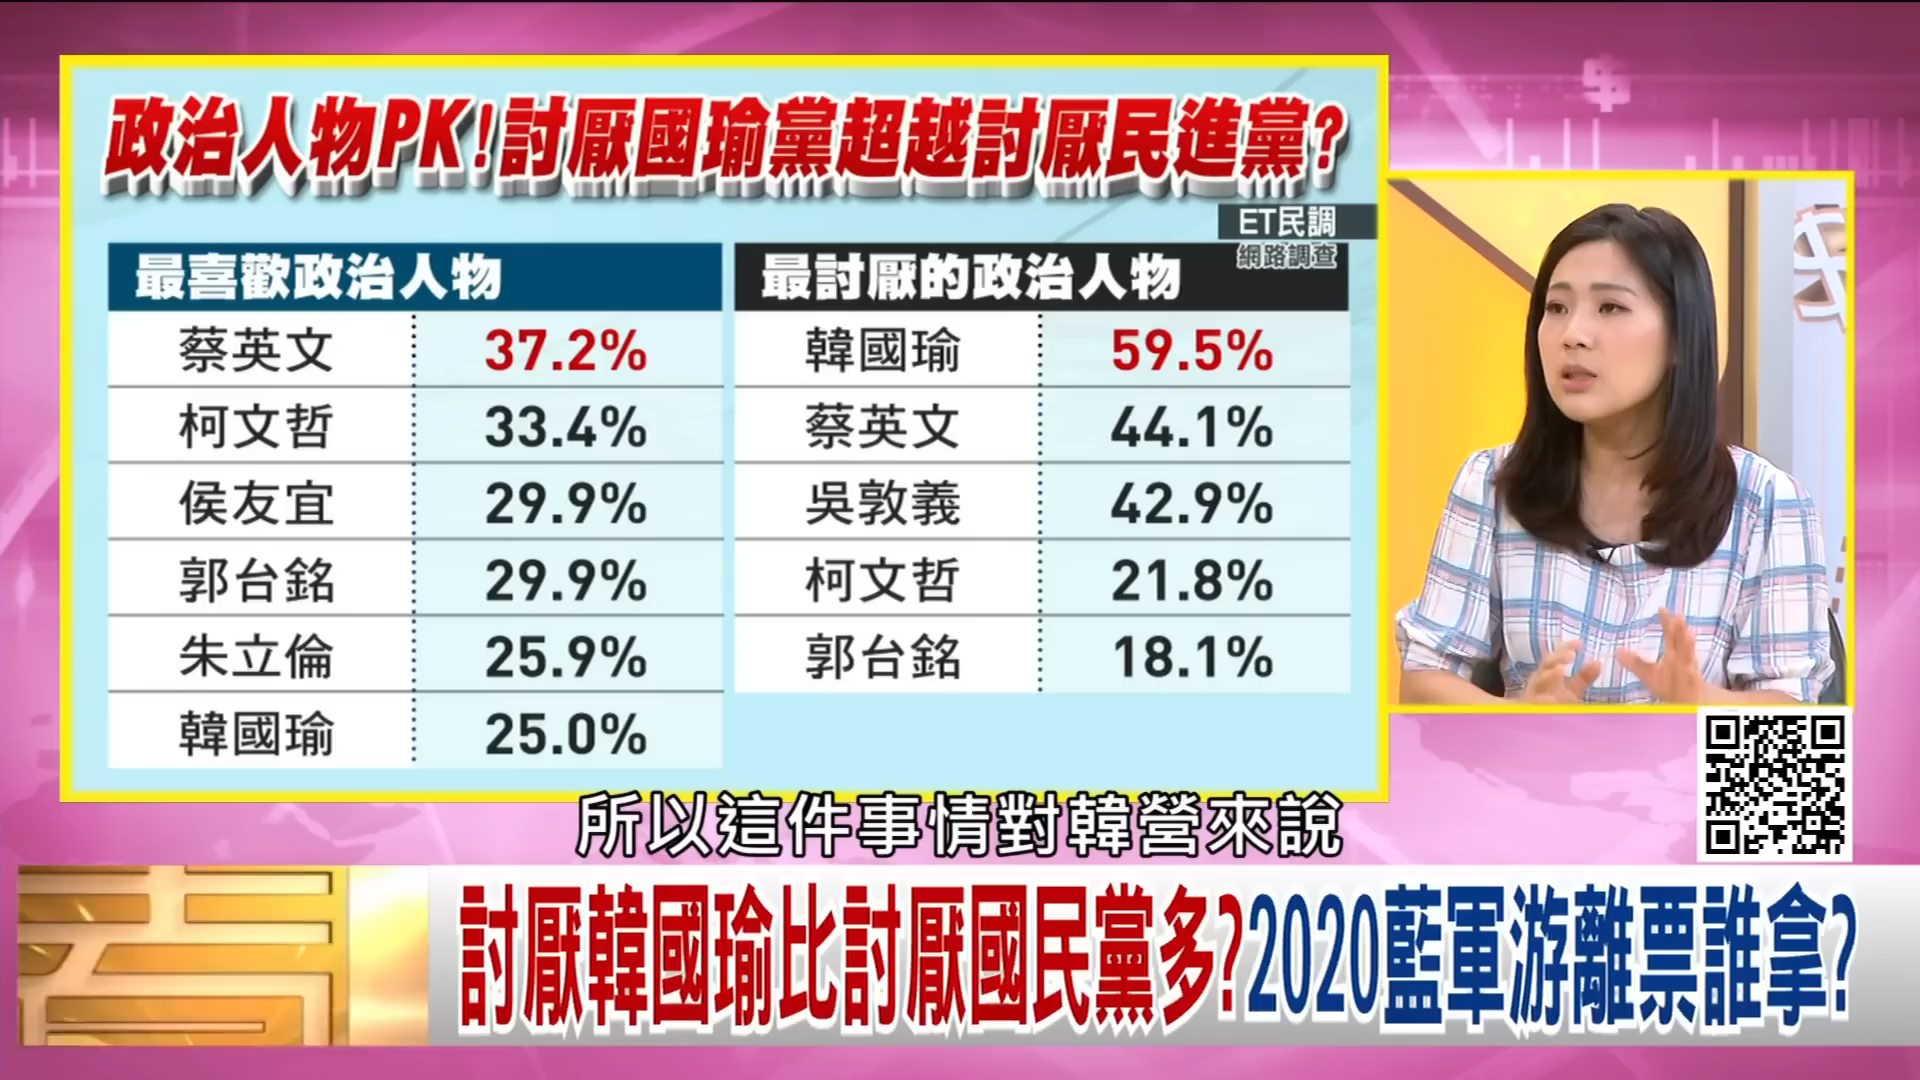 政治人物PK!討厭國瑜黨超越討厭民進黨?
ET民調
網路調查
最喜歡政治人物
蔡英文 37.2%
柯文哲 33.4%
侯友宜 29.9%
郭台銘 29.9%
朱立倫 25.9%
韓國瑜 25.0%
最討厭的政治人物
韓國瑜 59.5%
蔡英文 44.1%
吳敦義 42.9%
柯文哲 21.8%
郭台銘 18.1%
所以這件事情對韓營來說
討厭韓國瑜比討厭國民黨多?2020藍軍游離票誰拿?